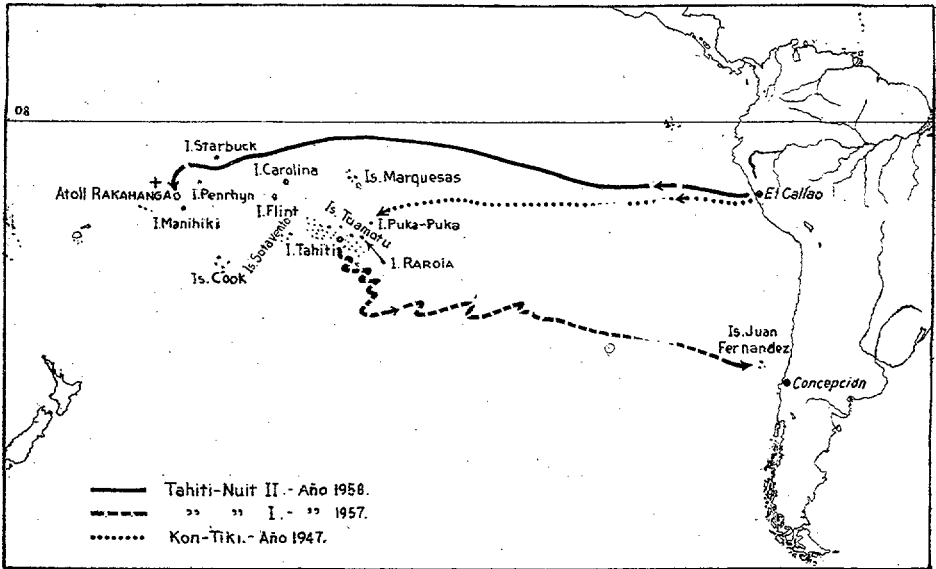 08
I. Starbuck
I. Carolina
Is. Marquesas
Atoll RAKAHANGA
I. Penrhyn
El Callao
I. Flint
I. Manihiki
Is. Tuamotu
I. Puka-Puka
Is. Sotavento
I. Tahiti
I. RAROIA
Is. Cook
Is. Juan
Fernandez
Concepción
Tahiti-Nuit II.- Año 1958.
" " I.- " 1957.
Kon-Tiki.- Año 1947.